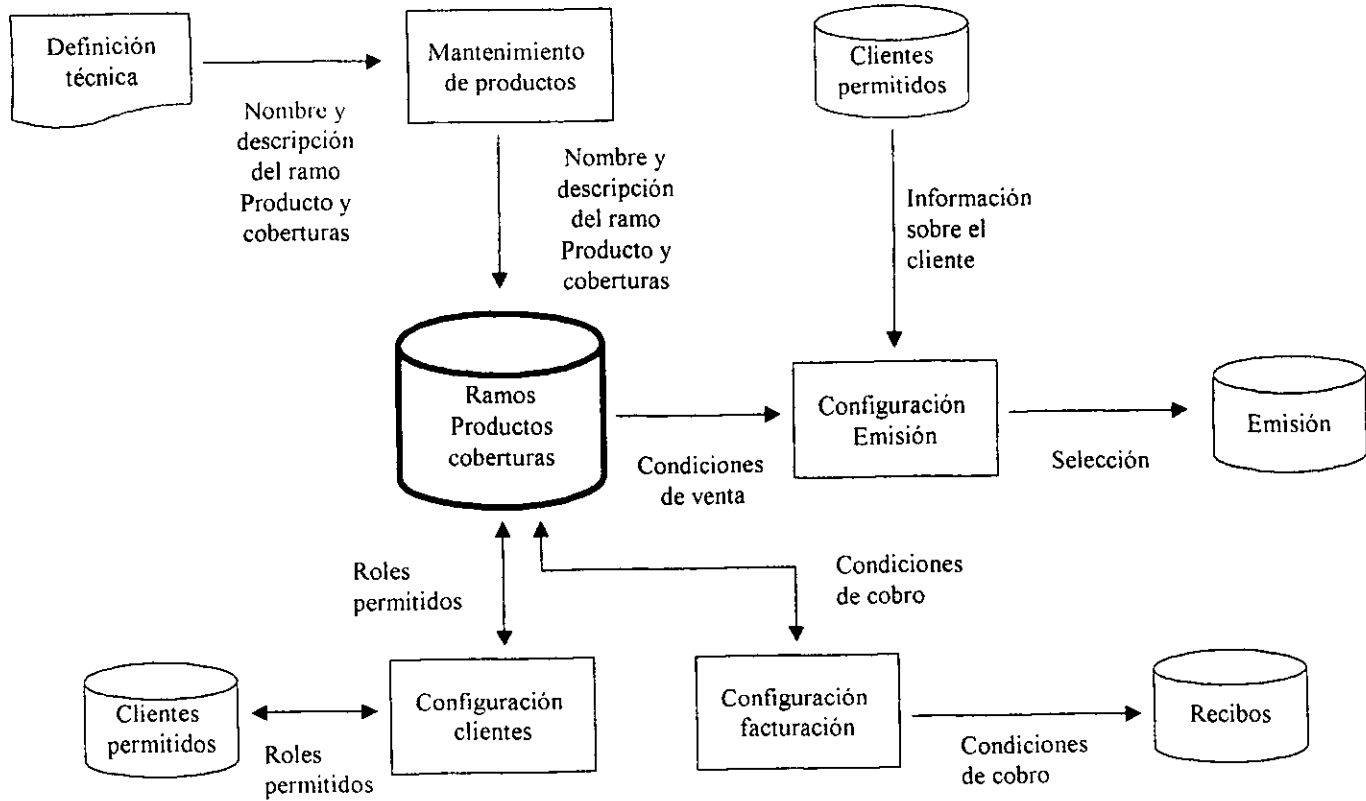 Definición
técnica
Mantenimiento
de productos
Clientes
permitidos
Nombre y
descripción
del ramo
Producto y
coberturas
Nombre y
descripción
del ramo
Producto y
coberturas
Información
sobre el
cliente
Ramos
Productos
coberturas
Condiciones
de venta
Configuración
Emisión
Selección
Emisión
Roles
permitidos
Condiciones
de cobro
Clientes
permitidos
Roles
permitidos
Configuración
clientes
Configuración
facturación
Condiciones
de cobro
Recibos